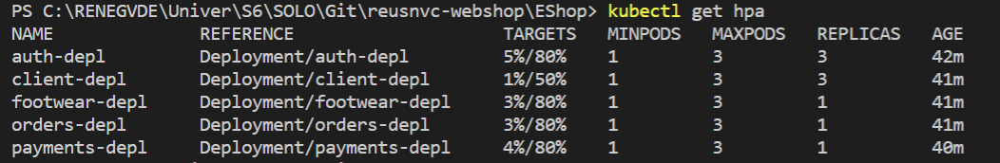 PS C:\RENEGVDE\Univer\S6\SOLO\Git\reusnvc-webshop\EShop> kubectl get hpa
NAME REFERENCE TARGETS MINPODS MAXPODS REPLICAS AGE
auth-depl Deployment/auth-depl 5%/80% 1 3 3 42m
client-depl Deployment/client-depl 1%/50% 1 3 3 41m
footwear-depl Deployment/footwear-depl 3%/80% 1 3 1 41m
orders-depl Deployment/orders-depl 3%/80% 1 3 1 41m
payments-depl Deployment/payments-depl 4%/80% 1 3 1 40m